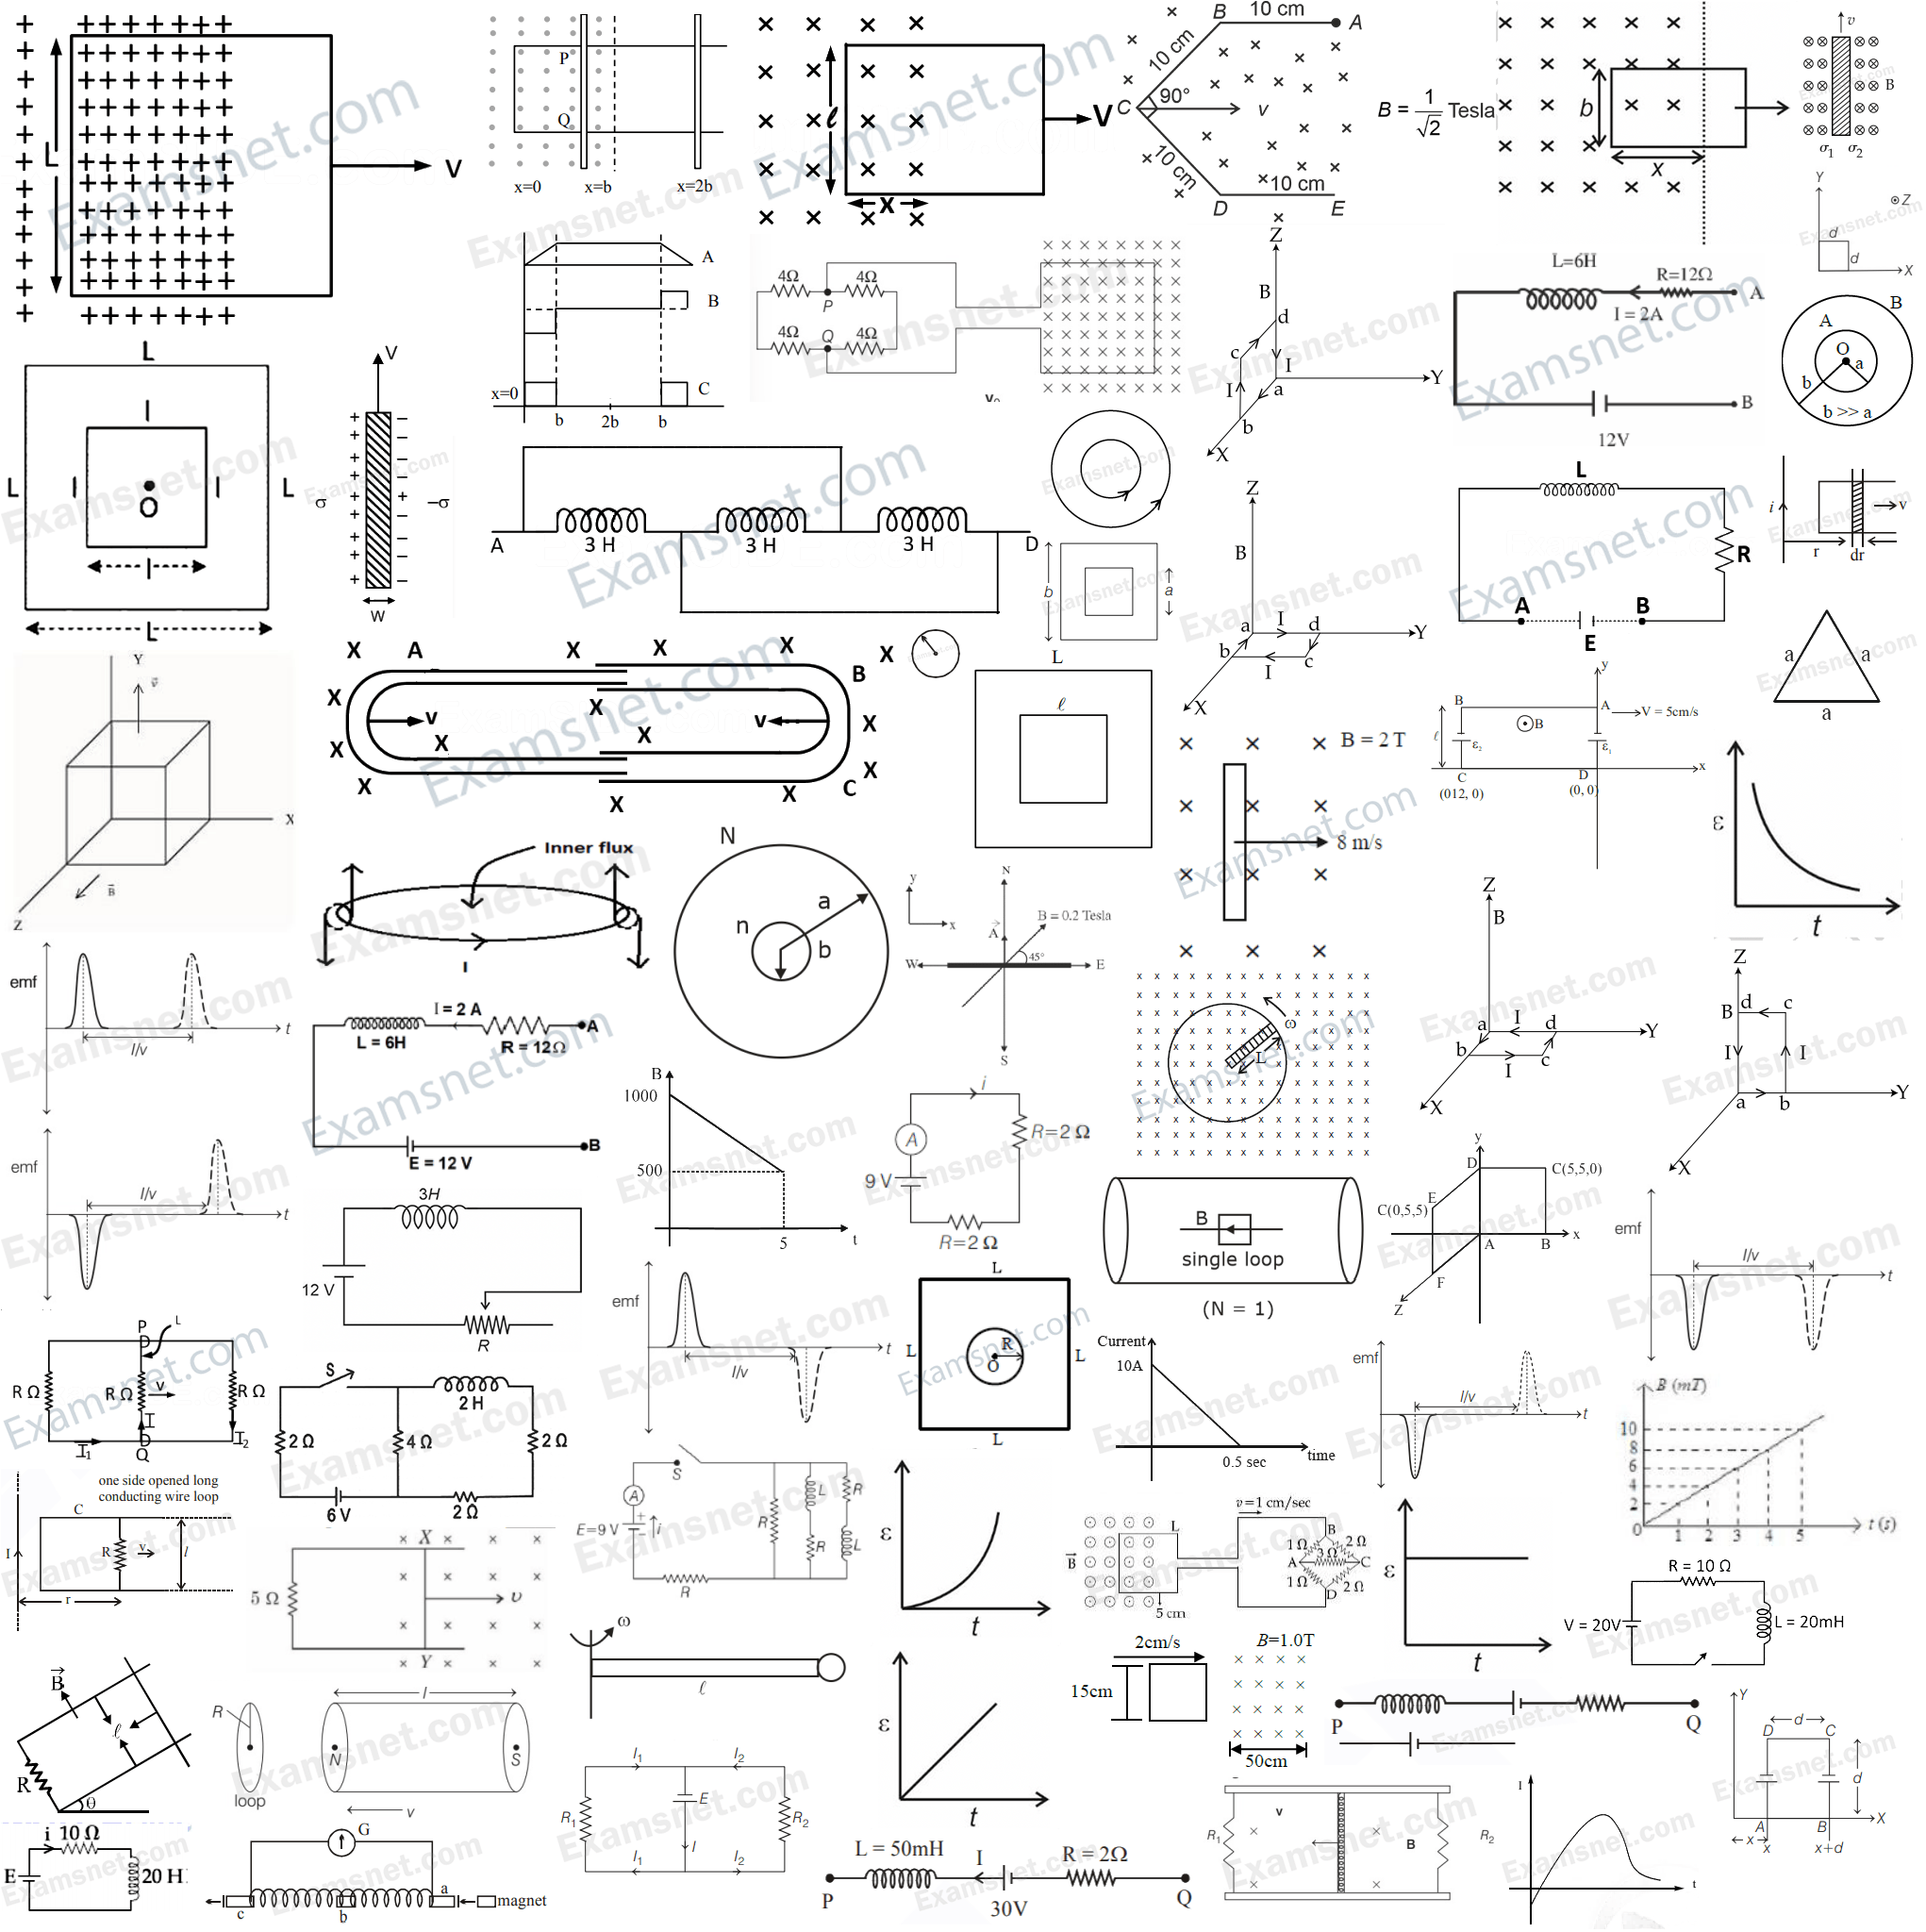 L
V
P
Q
x=0
x=b
x=2b
ℓ
X
V
B
10 cm
A
10 cm
90°
C
v
10 cm
10 cm
D
E
B = 1/√2 Tesla
b
x
v
B
σ1 σ2
Y
Z
d
d
X
L
L
L
L
l
l
l
O
l
V
σ
−σ
W
A
B
C
x=0
b
2b
b
4Ω
4Ω
P
Q
4Ω
4Ω
Z
B
d
c
I
I
a
b
Y
X
L=6H
R=12Ω
I = 2A
A
B
12V
B
A
O
a
b
b >> a
A
3 H
3 H
3 H
D
b
a
Z
B
a
I
d
b
c
I
Y
X
L
R
A
B
E
i
v
r
dr
a
a
a
Y
X
Z
A
B
C
v
v
L
ℓ
B = 2 T
8 m/s
y
B
A
V = 5cm/s
B
ℓ
ε2
ε1
C
D
x
(012, 0)
(0, 0)
ε
t
Inner flux
I
N
n
a
b
y
x
N
B = 0.2 Tesla
A
45°
W
E
S
ω
L
Z
B
a
I
d
b
c
I
Y
X
Z
B
d
c
I
I
a
b
Y
X
emf
t
l/v
I = 2 A
L = 6H
R = 12Ω
A
B
E = 12 V
B
1000
500
5
t
i
A
R=2 Ω
9 V
R=2 Ω
B
single loop
(N = 1)
y
D
C(5,5,0)
E
C(0,5,5)
A
B
x
F
Z
emf
l/v
t
3H
12 V
R
emf
l/v
t
L
L
L
L
R
O
Current
10A
0.5 sec
time
emf
l/v
t
emf
l/v
t
B (mT)
10
8
6
4
2
0
1 2 3 4 5
t (s)
P
D
L
R Ω
R Ω
R Ω
v
I
I1
D
Q
I2
S
2 H
2 Ω
4 Ω
2 Ω
6 V
2 Ω
S
A
E=9 V
i
R
L
R
R
L
R
ε
t
v=1 cm/sec
L
B
5 cm
B
1Ω
2Ω
A
3 Ω
C
1Ω
2Ω
D
ε
t
R = 10 Ω
V = 20V
L = 20mH
one side opened long
conducting wire loop
C
I
R
v
l
r
X
5 Ω
υ
Y
ω
ℓ
ε
t
2cm/s
B=1.0T
15cm
50cm
P
Q
Y
d
D
C
d
A
B
X
x
x
x+d
B
ℓ
R
θ
R
loop
l
N
S
v
I1
I2
E
R1
R2
I
I1
I2
L = 50mH
I
R = 2Ω
P
30V
Q
R1
v
B
R2
I
t
i
10 Ω
E
20 H
G
a
c
b
magnet
Examsnet.com